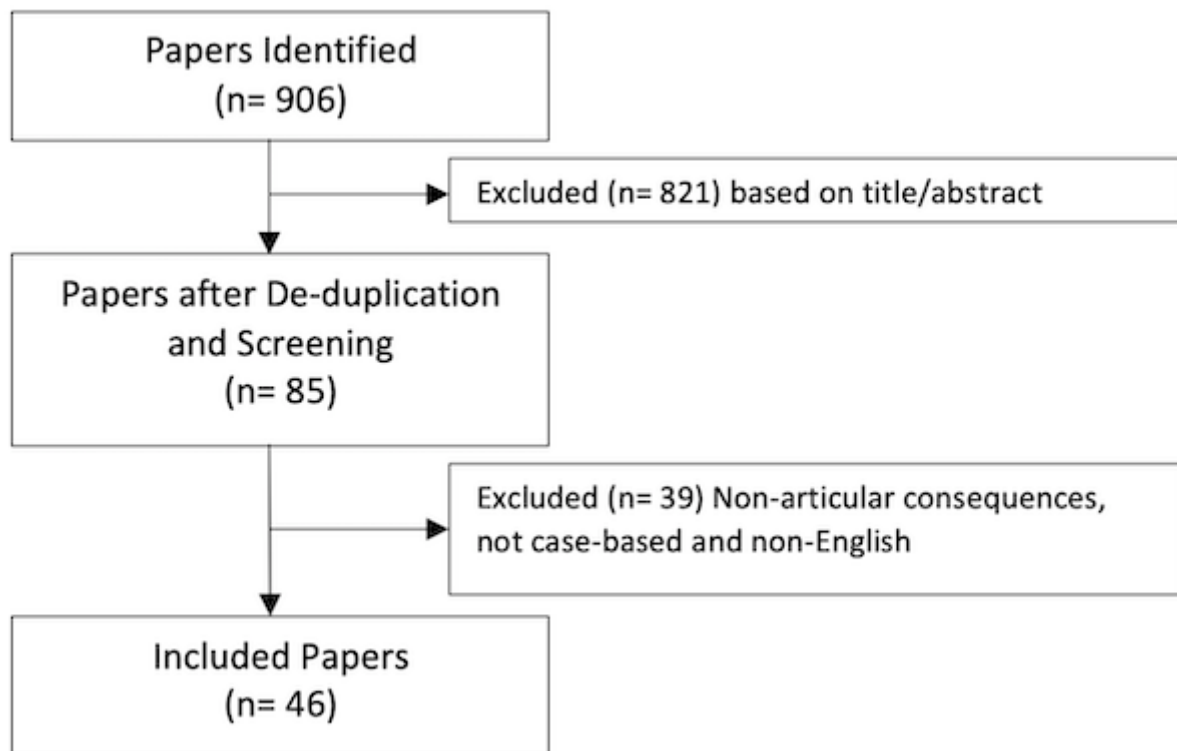 Papers Identified
(n= 906)
Excluded (n= 821) based on title/abstract
Papers after De-duplication
and Screening
(n= 85)
Excluded (n= 39) Non-articular consequences,
not case-based and non-English
Included Papers
(n= 46)